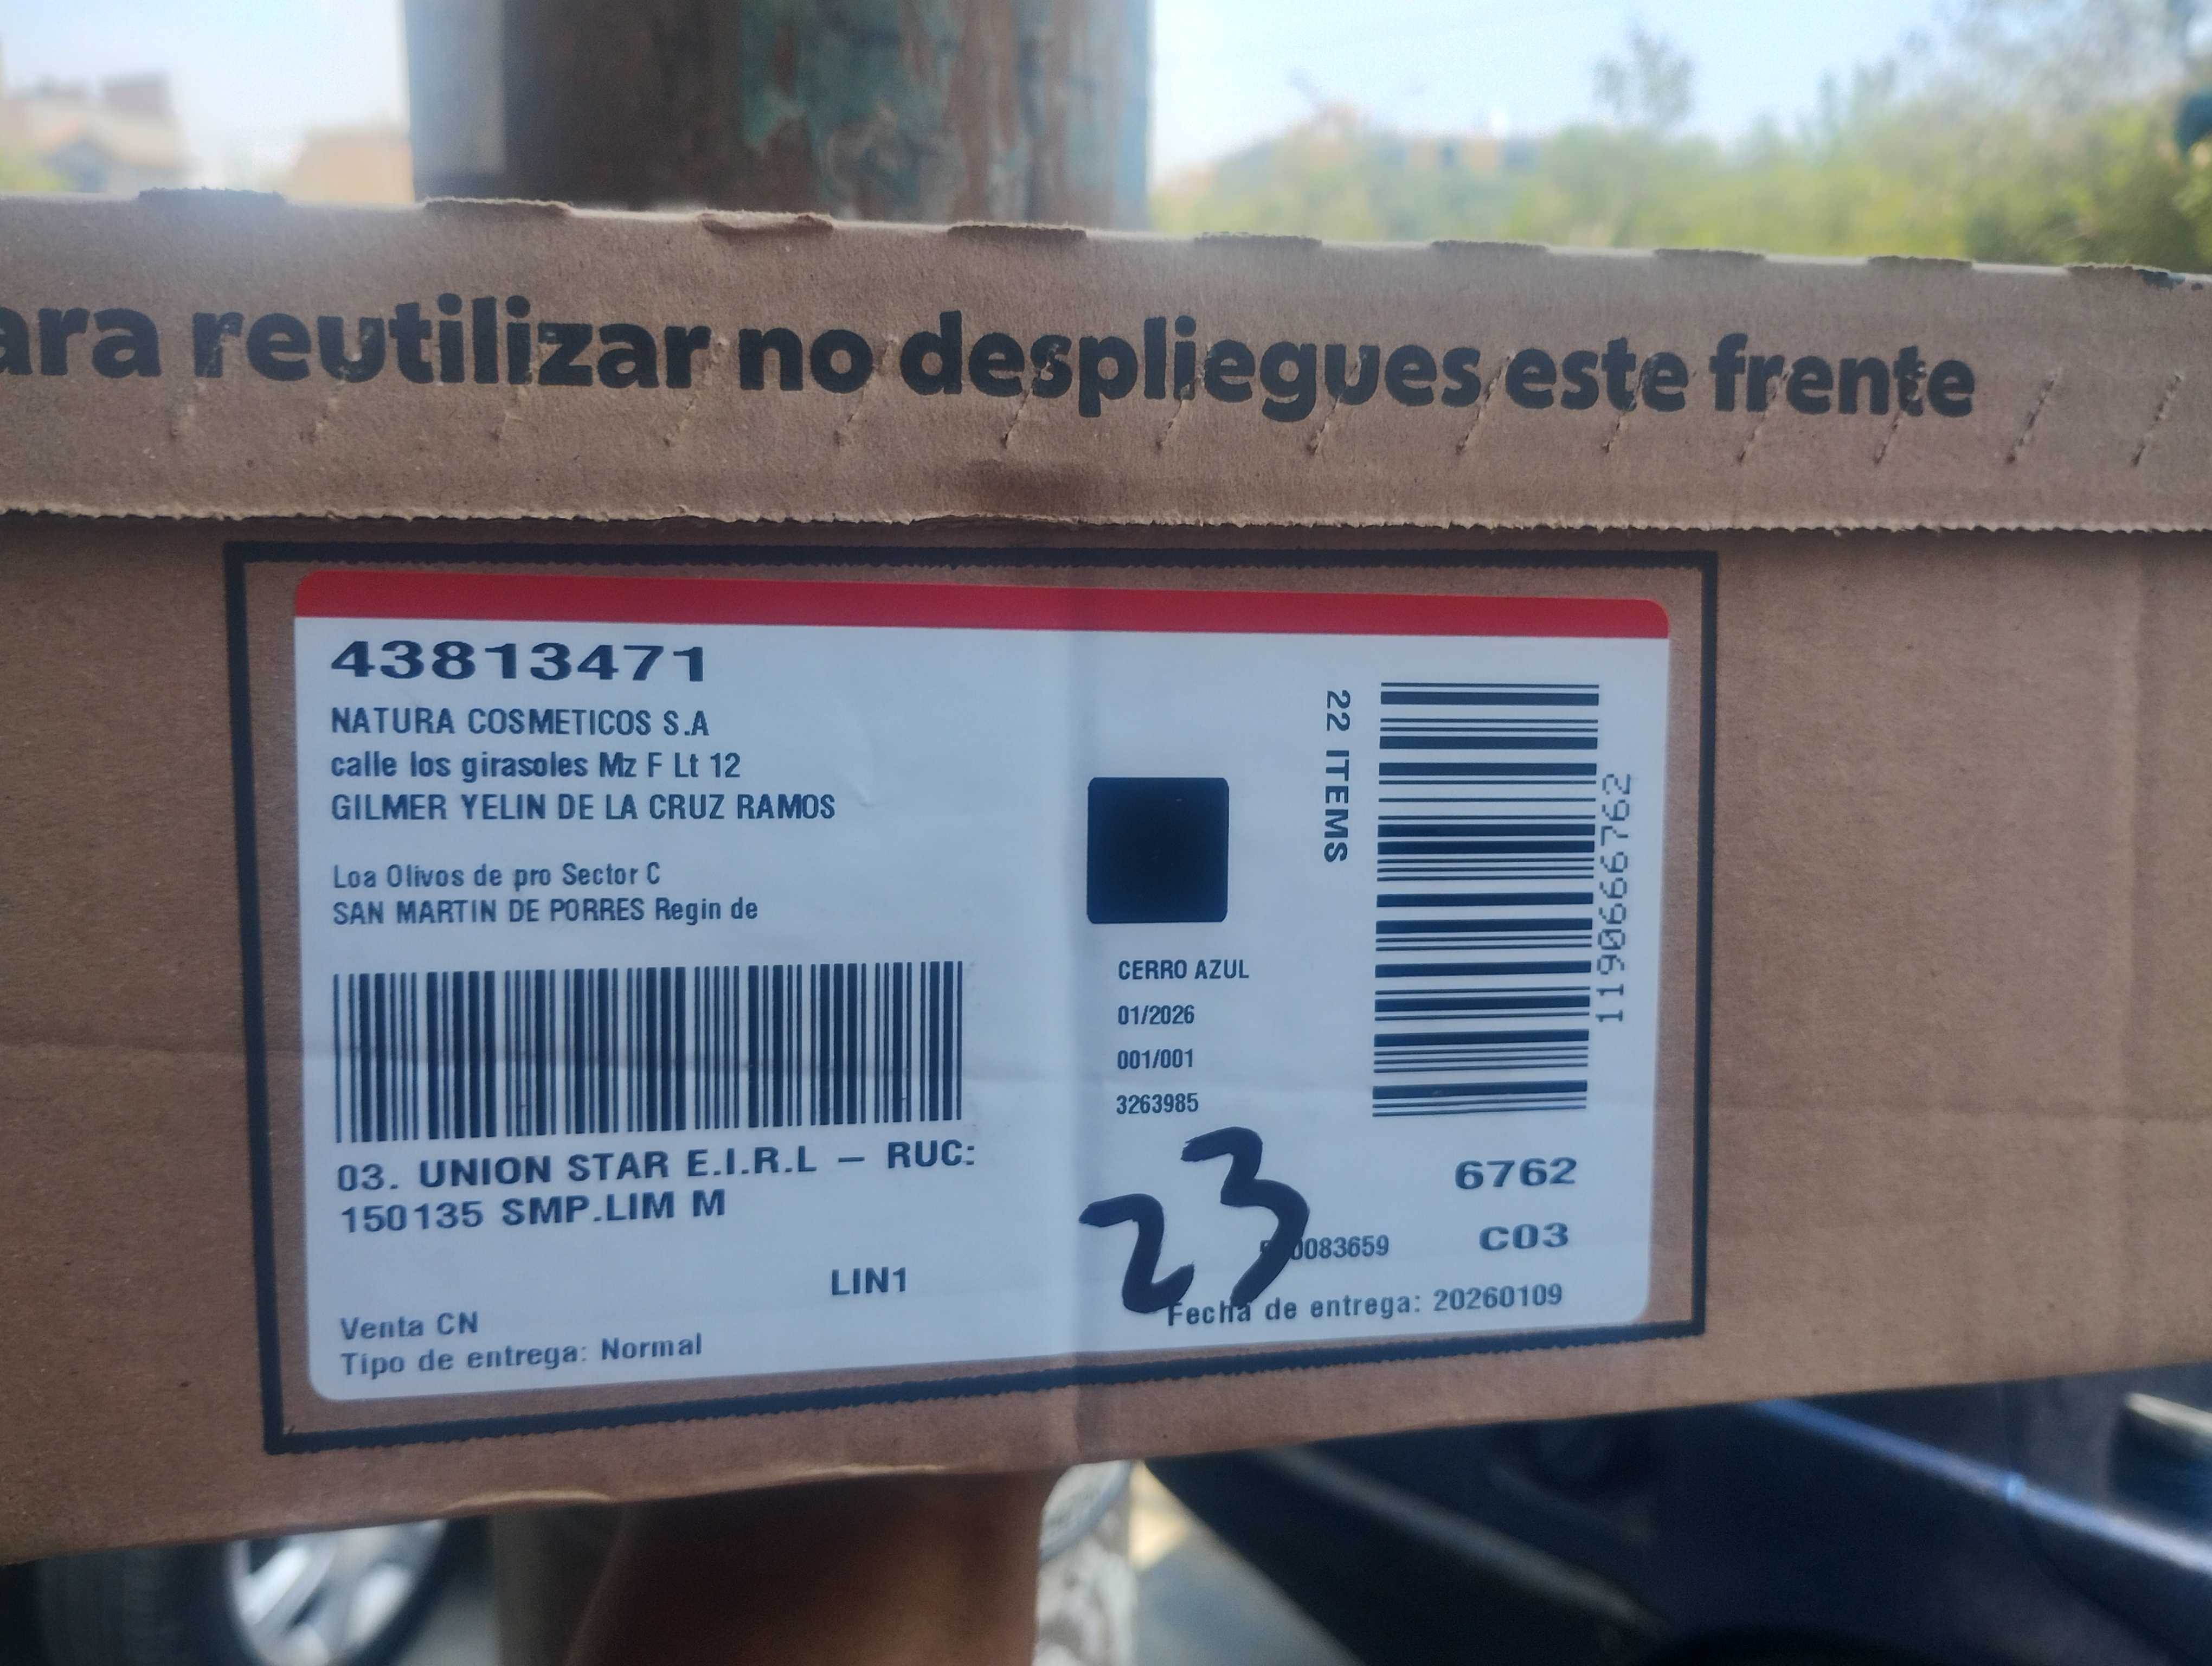 ara reutilizar no despliegues este frente
43813471
NATURA COSMETICOS S.A
calle los girasoles Mz F Lt 12
GILMER YELIN DE LA CRUZ RAMOS
Loa Olivos de pro Sector C
SAN MARTIN DE PORRES Regin de
03. UNION STAR E.I.R.L – RUC:
150135 SMP.LIM M
LIN1
Venta CN
Tipo de entrega: Normal
CERRO AZUL
01/2026
001/001
3263985
22 ITEMS
1190666762
6762
23
0083659
C03
Fecha de entrega: 20260109